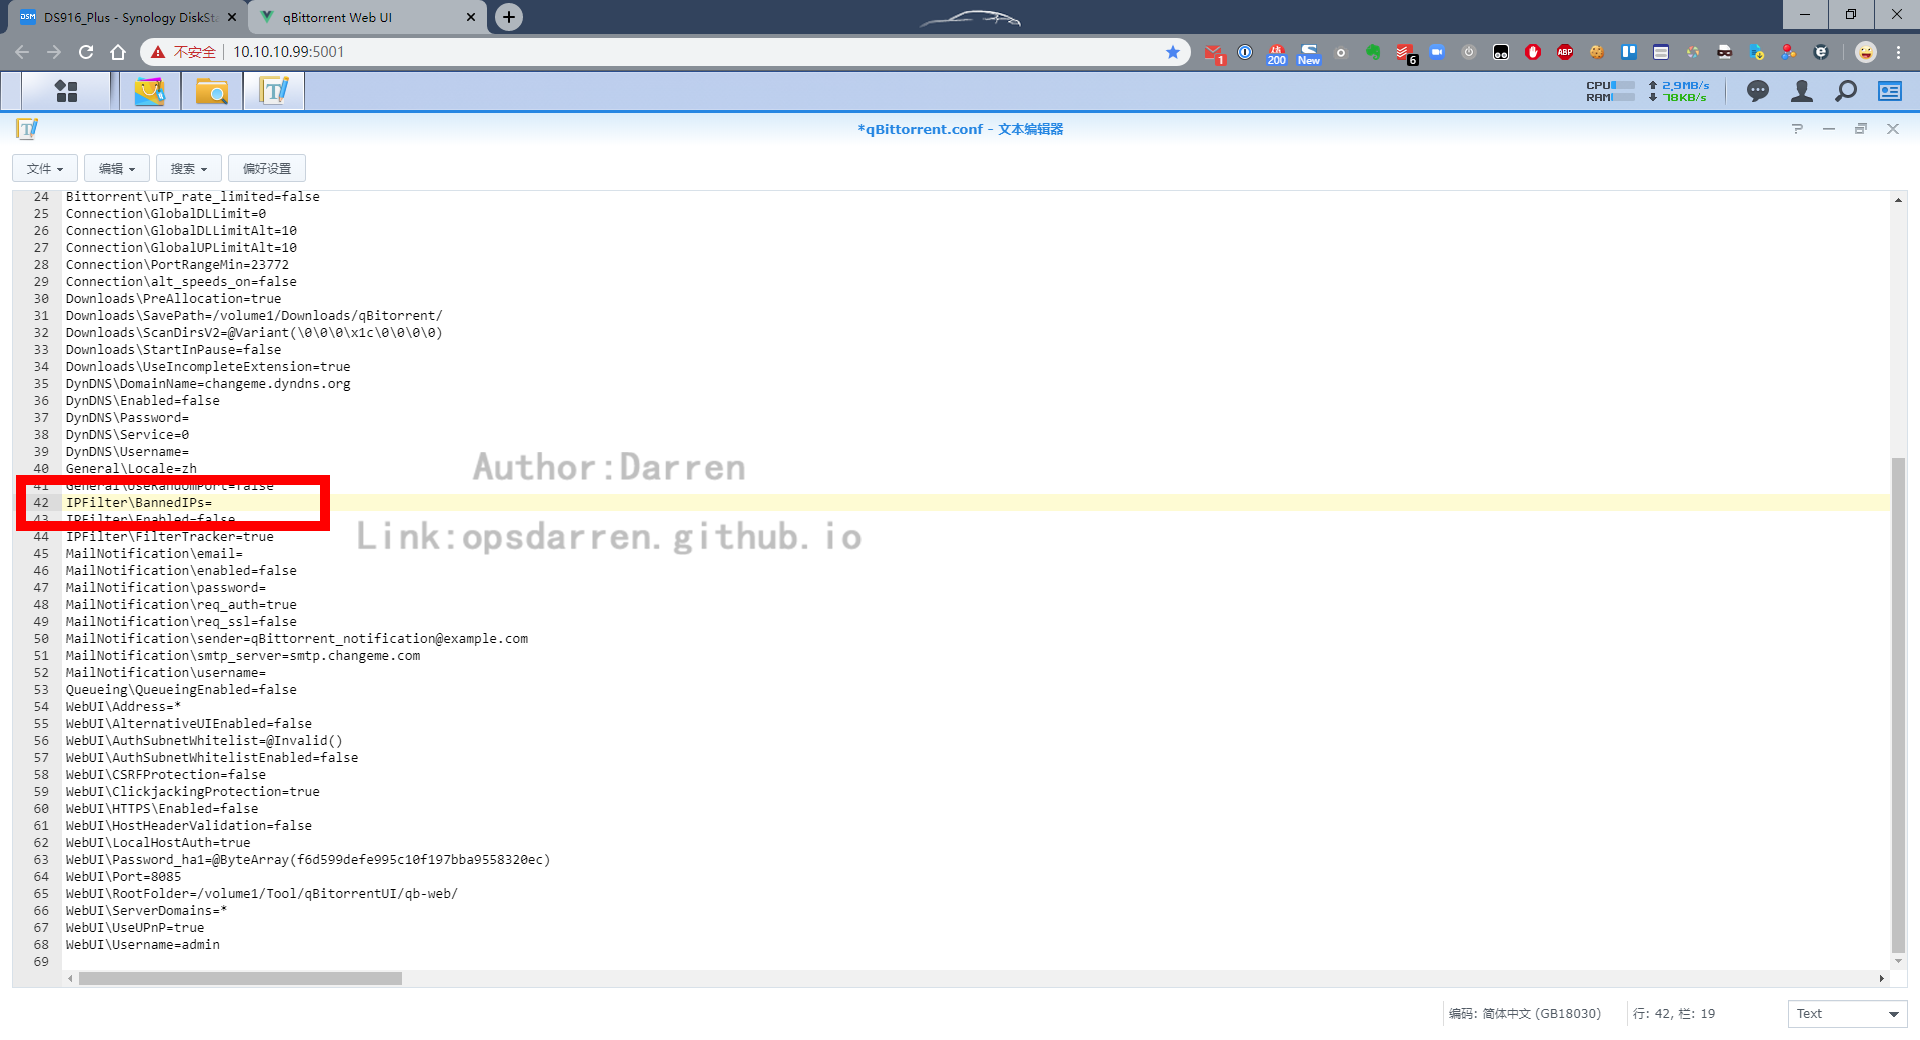 DS916_Plus - Synology DiskSta
qBittorrent Web UI
不安全
10.10.10.99:5001
1
200
New
6
ABP
CPU
RAM
2,9MB/s
78KB/s
*qBittorrent.conf - 文本编辑器
文件
编辑
搜索
偏好设置
24 Bittorrent\uTP_rate_limited=false
25 Connection\GlobalDLLimit=0
26 Connection\GlobalDLLimitAlt=10
27 Connection\GlobalUPLimitAlt=10
28 Connection\PortRangeMin=23772
29 Connection\alt_speeds_on=false
30 Downloads\PreAllocation=true
31 Downloads\SavePath=/volume1/Downloads/qBitorrent/
32 Downloads\ScanDirsV2=@Variant(\0\0\0\x1c\0\0\0\0)
33 Downloads\StartInPause=false
34 Downloads\UseIncompleteExtension=true
35 DynDNS\DomainName=changeme.dyndns.org
36 DynDNS\Enabled=false
37 DynDNS\Password=
38 DynDNS\Service=0
39 DynDNS\Username=
40 General\Locale=zh
41 General\UseRandomPort=false
42 IPFilter\BannedIPs=
43 IPFilter\Enabled=false
44 IPFilter\FilterTracker=true
45 MailNotification\email=
46 MailNotification\enabled=false
47 MailNotification\password=
48 MailNotification\req_auth=true
49 MailNotification\req_ssl=false
50 MailNotification\sender=qBittorrent_notification@example.com
51 MailNotification\smtp_server=smtp.changeme.com
52 MailNotification\username=
53 Queueing\QueueingEnabled=false
54 WebUI\Address=*
55 WebUI\AlternativeUIEnabled=false
56 WebUI\AuthSubnetWhitelist=@Invalid()
57 WebUI\AuthSubnetWhitelistEnabled=false
58 WebUI\CSRFProtection=false
59 WebUI\ClickjackingProtection=true
60 WebUI\HTTPS\Enabled=false
61 WebUI\HostHeaderValidation=false
62 WebUI\LocalHostAuth=true
63 WebUI\Password_ha1=@ByteArray(f6d599defe995c10f197bba9558320ec)
64 WebUI\Port=8085
65 WebUI\RootFolder=/volume1/Tool/qBitorrentUI/qb-web/
66 WebUI\ServerDomains=*
67 WebUI\UseUPnP=true
68 WebUI\Username=admin
69
Author:Darren
Link:opsdarren.github.io
编码: 简体中文 (GB18030)
行: 42, 栏: 19
Text